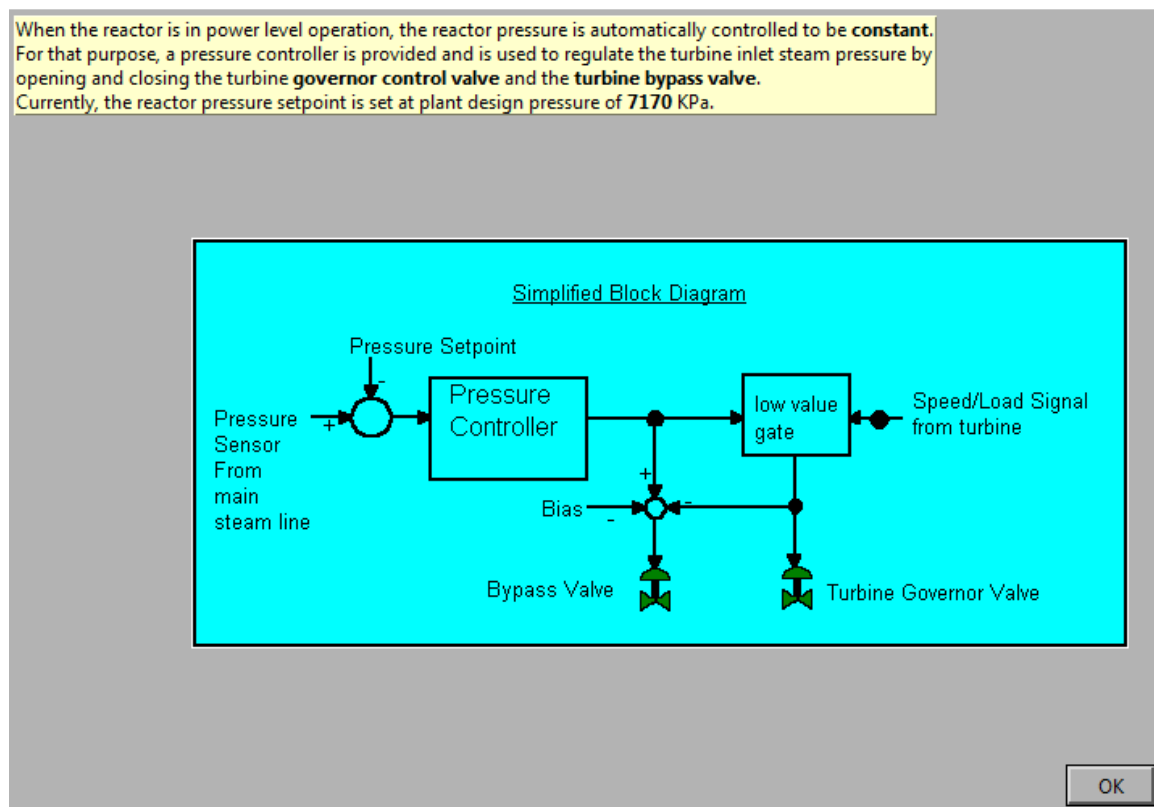 When the reactor is in power level operation, the reactor pressure is automatically controlled to be constant.
For that purpose, a pressure controller is provided and is used to regulate the turbine inlet steam pressure by
opening and closing the turbine governor control valve and the turbine bypass valve.
Currently, the reactor pressure setpoint is set at plant design pressure of 7170 KPa.
Simplified Block Diagram
Pressure Setpoint
-
Pressure
Sensor
From
main
steam line
+
Pressure
Controller
low value
gate
Speed/Load Signal
from turbine
+
-
Bias
-
Bypass Valve
Turbine Governor Valve
OK